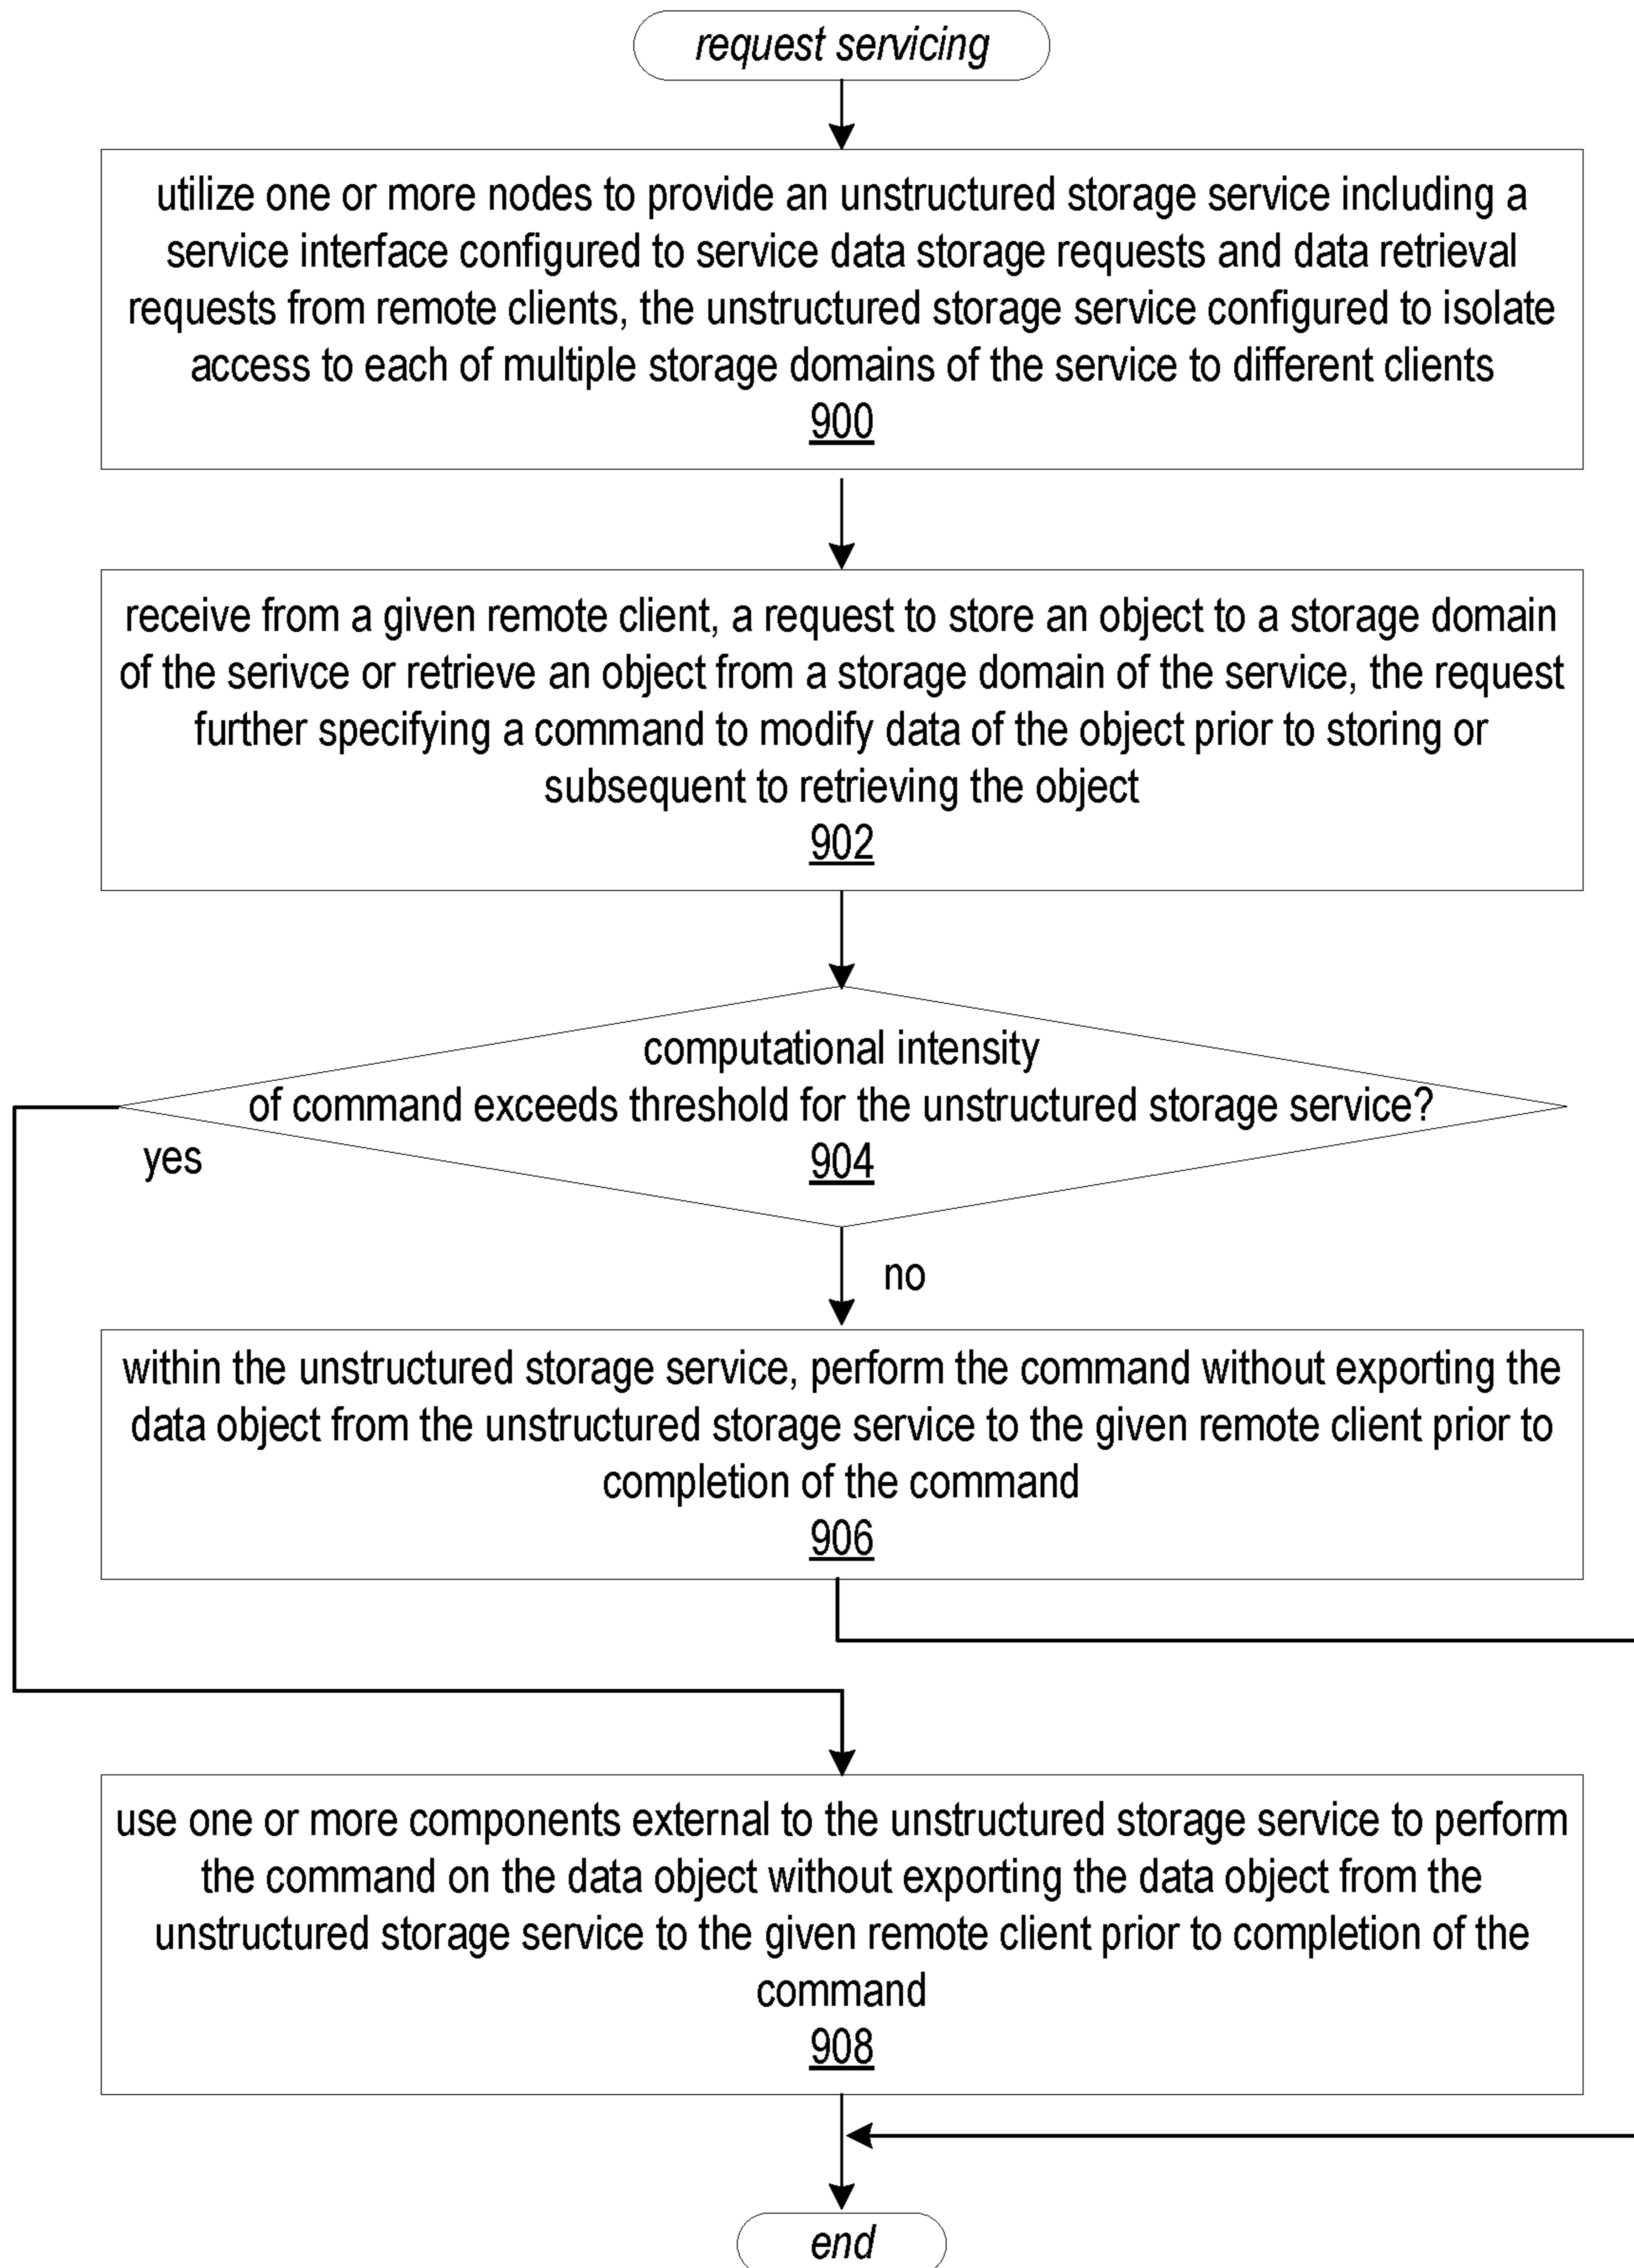 request servicing
utilize one or more nodes to provide an unstructured storage service including a
service interface configured to service data storage requests and data retrieval
requests from remote clients, the unstructured storage service configured to isolate
access to each of multiple storage domains of the service to different clients
900
receive from a given remote client, a request to store an object to a storage domain
of the serivce or retrieve an object from a storage domain of the service, the request
further specifying a command to modify data of the object prior to storing or
subsequent to retrieving the object
902
computational intensity
of command exceeds threshold for the unstructured storage service?
904
yes
no
within the unstructured storage service, perform the command without exporting the
data object from the unstructured storage service to the given remote client prior to
completion of the command
906
use one or more components external to the unstructured storage service to perform
the command on the data object without exporting the data object from the
unstructured storage service to the given remote client prior to completion of the
command
908
end